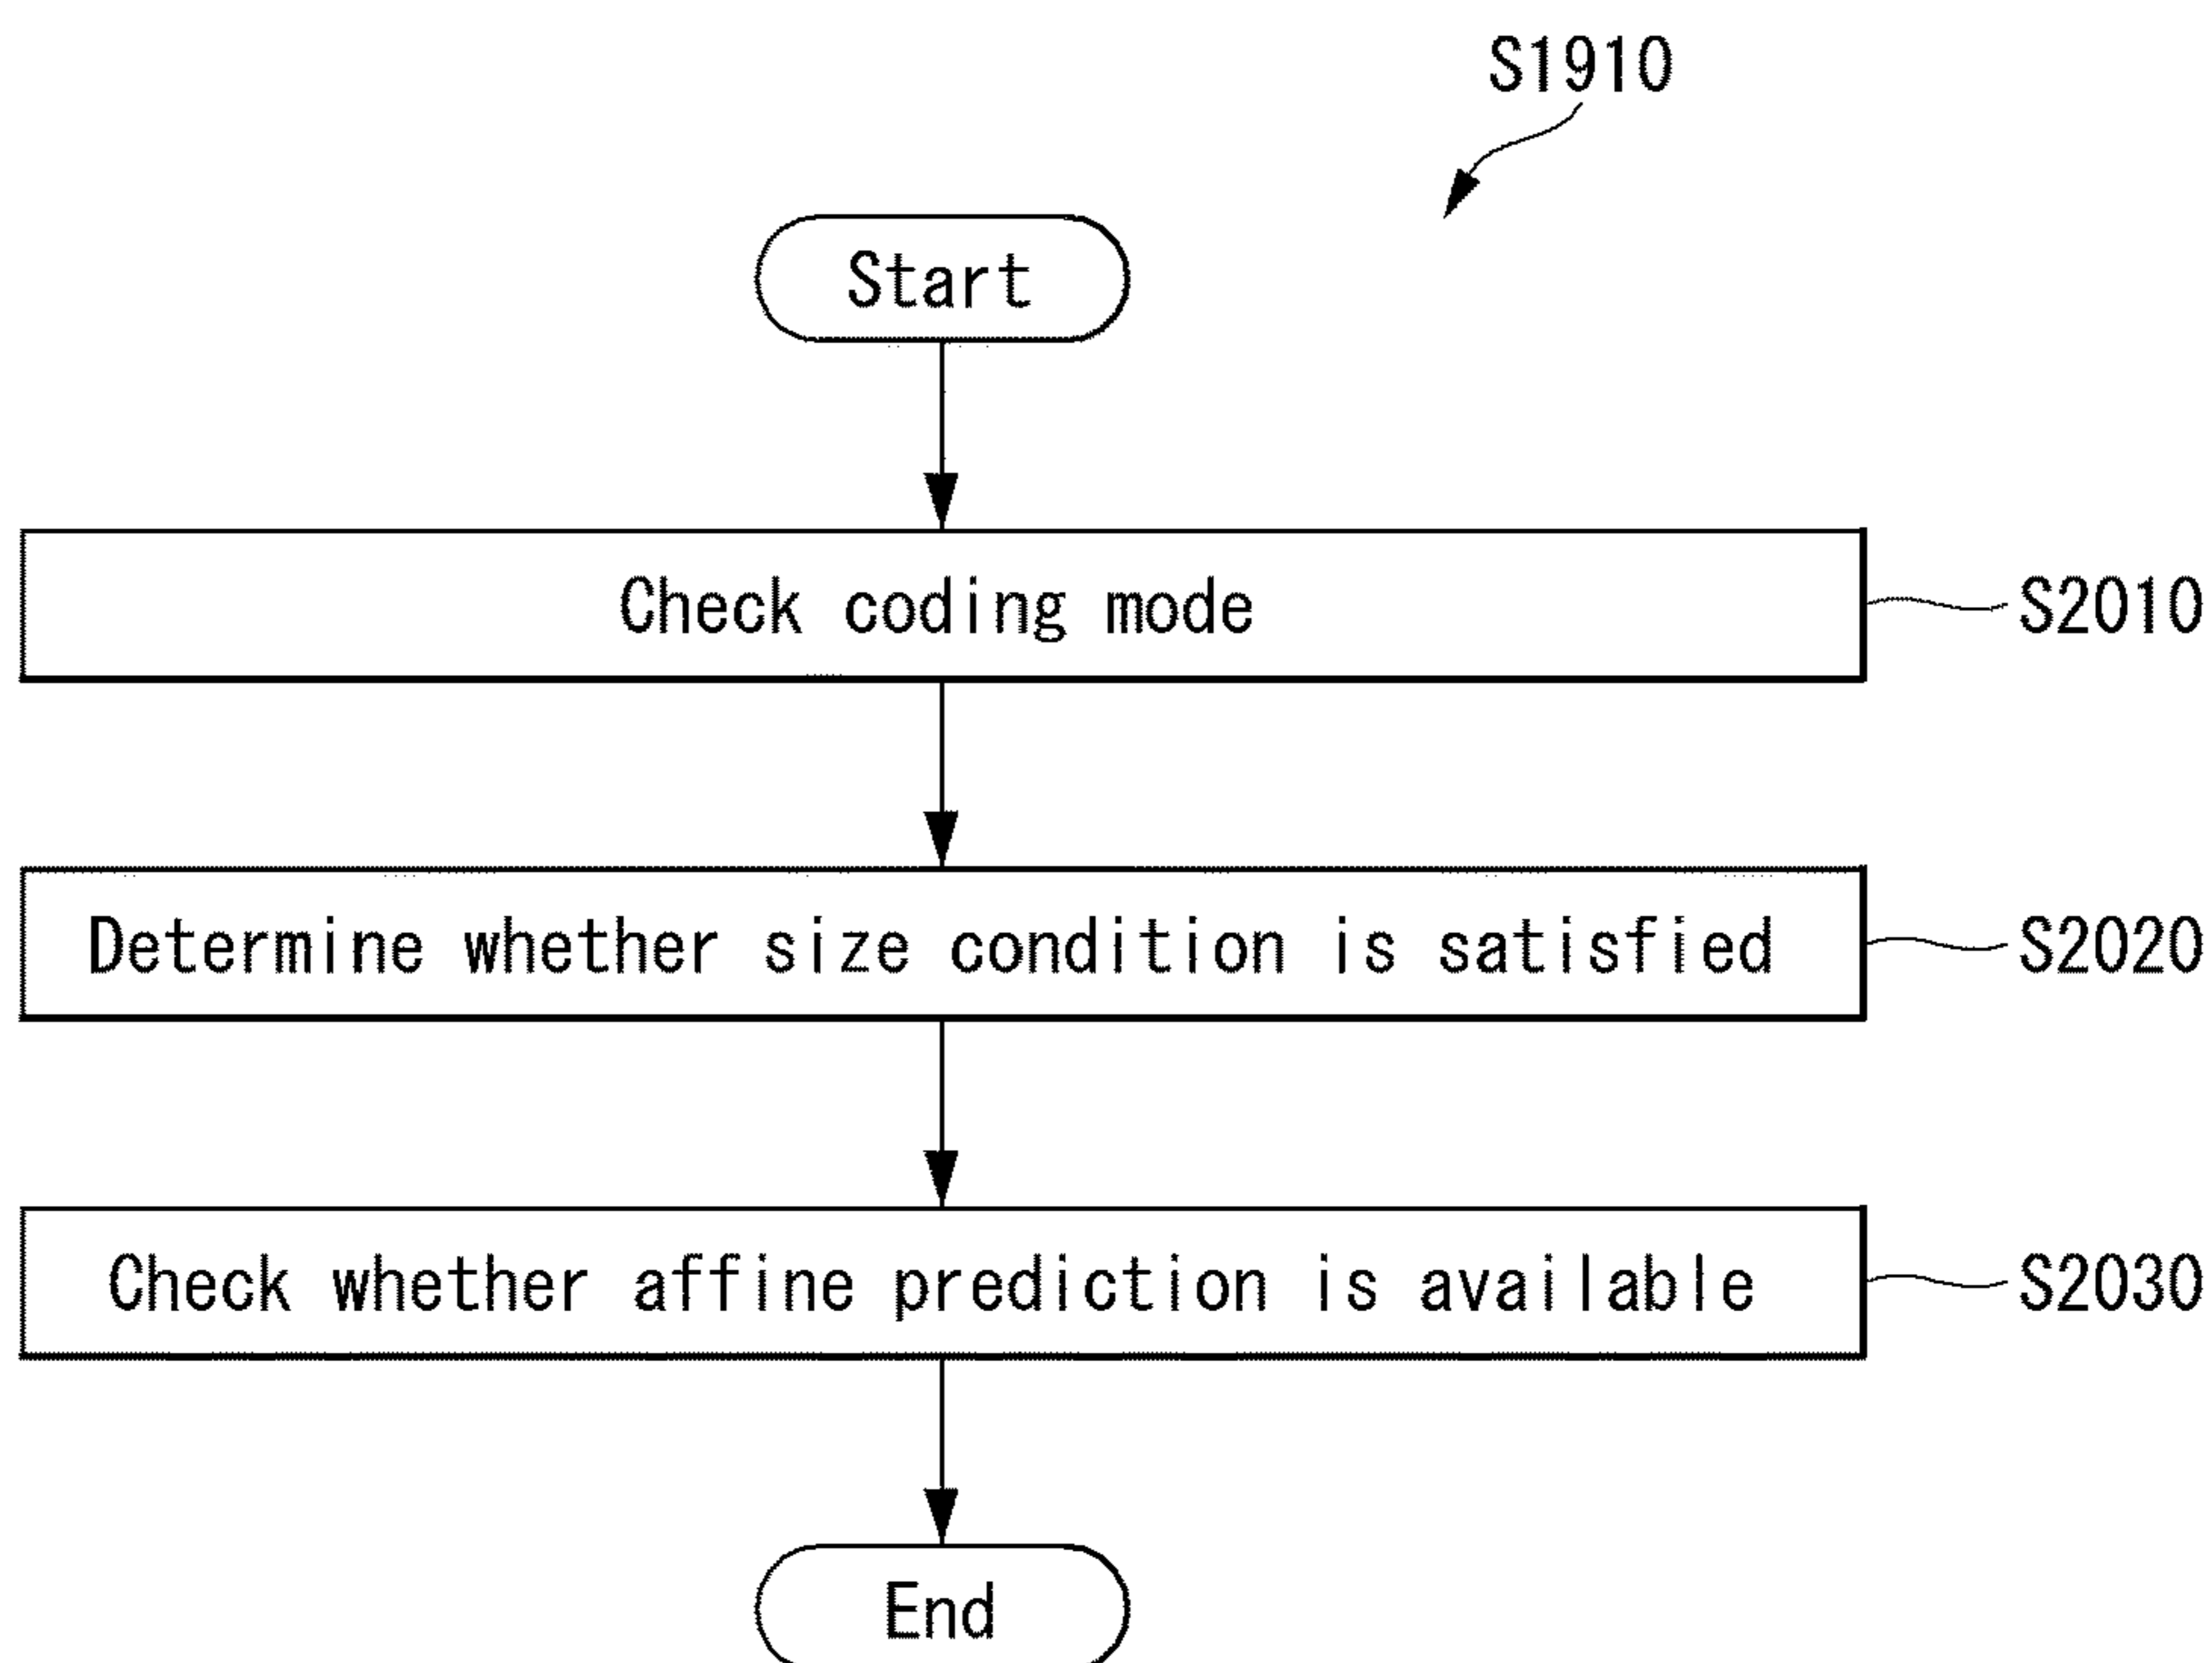 S1910
Start
Check coding mode
S2010
Determine whether size condition is satisfied
S2020
Check whether affine prediction is available
S2030
End